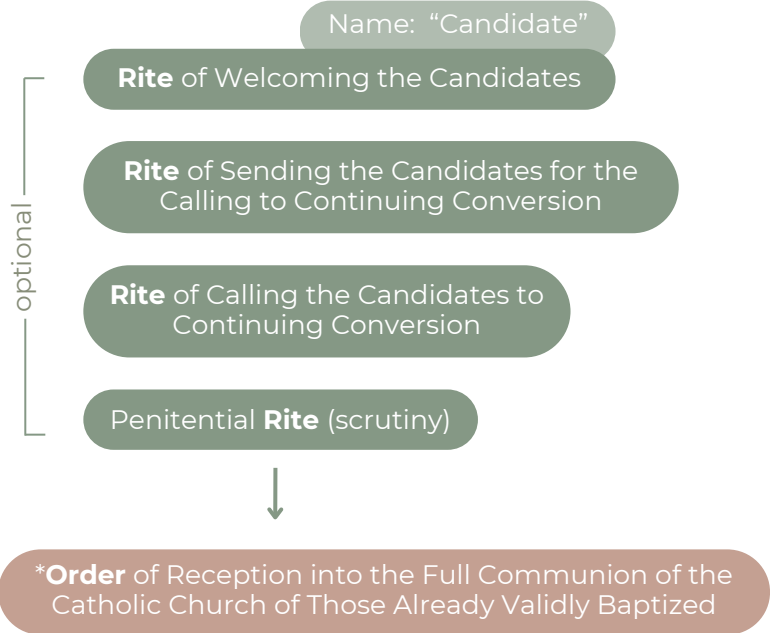 Name: “Candidate”
Rite of Welcoming the Candidates
Rite of Sending the Candidates for the
Calling to Continuing Conversion
optional
Rite of Calling the Candidates to
Continuing Conversion
Penitential Rite (scrutiny)
*Order of Reception into the Full Communion of the
Catholic Church of Those Already Validly Baptized